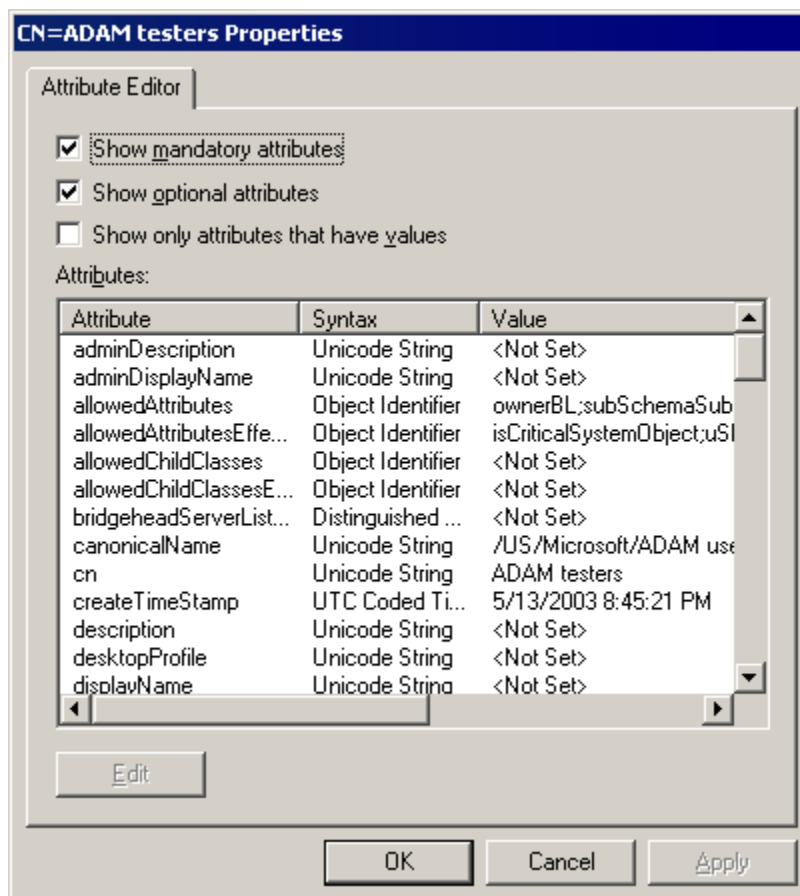 CN=ADAM testers Properties
Attribute Editor
Show mandatory attributes
Show optional attributes
Show only attributes that have values
Attributes:
Attribute Syntax Value
adminDescription Unicode String <Not Set>
adminDisplayName Unicode String <Not Set>
allowedAttributes Object Identifier ownerBL;subSchemaSub
allowedAttributesEffe... Object Identifier isCriticalSystemObject;uSI
allowedChildClasses Object Identifier <Not Set>
allowedChildClassesE... Object Identifier <Not Set>
bridgeheadServerList... Distinguished ... <Not Set>
canonicalName Unicode String /US/Microsoft/ADAM use
cn Unicode String ADAM testers
createTimeStamp UTC Coded Ti... 5/13/2003 8:45:21 PM
description Unicode String <Not Set>
desktopProfile Unicode String <Not Set>
displayName Unicode String <Not Set>
Edit
OK Cancel Apply